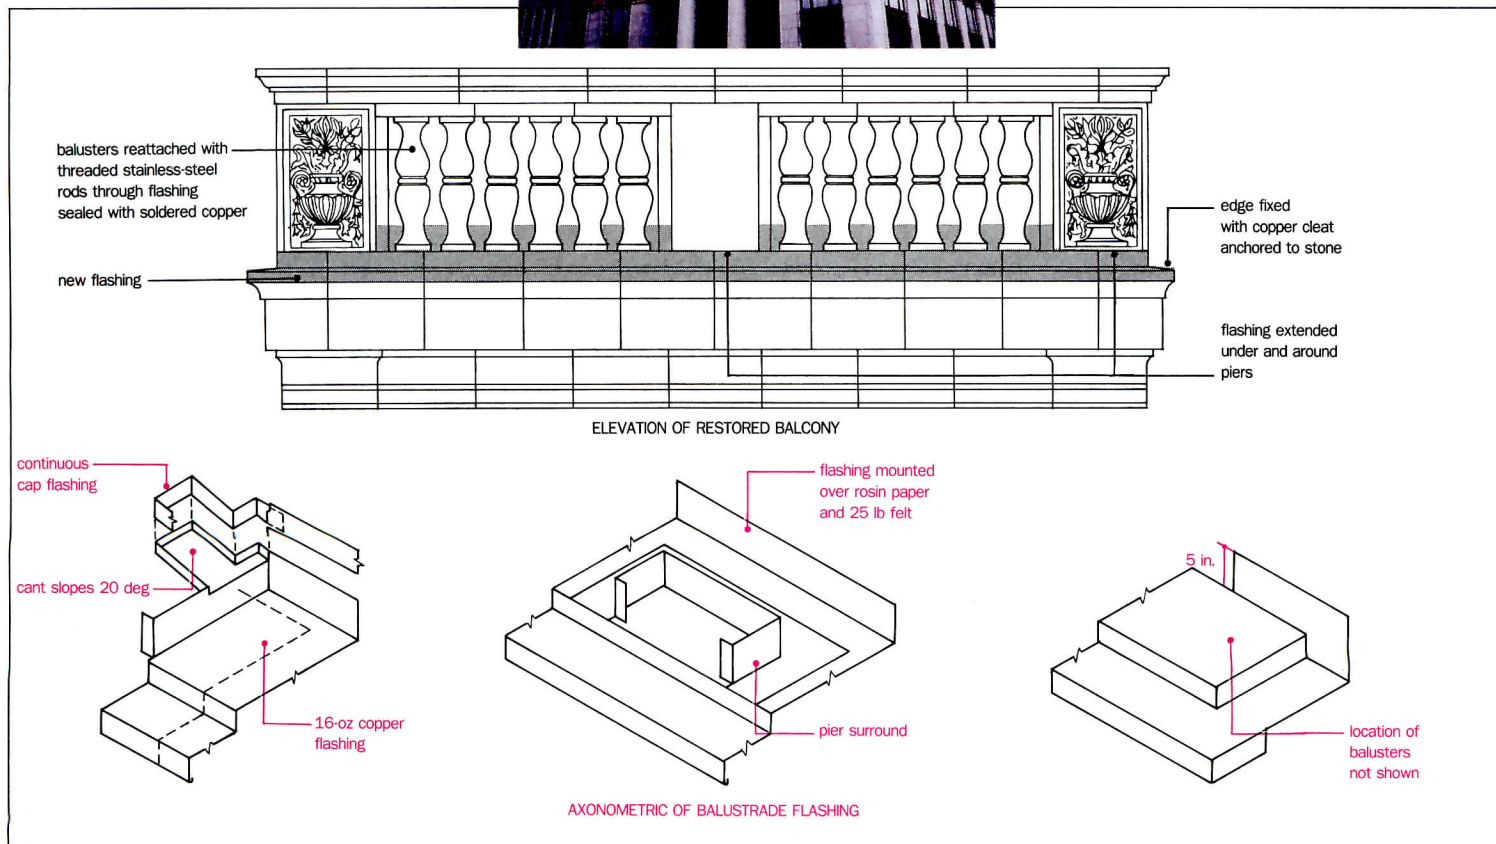 balusters reattached with
threaded stainless-steel
rods through flashing
sealed with soldered copper
new flashing
edge fixed
with copper cleat
anchored to stone
flashing extended
under and around
piers
ELEVATION OF RESTORED BALCONY
continuous
cap flashing
cant slopes 20 deg
16-oz copper
flashing
flashing mounted
over rosin paper
and 25 lb felt
pier surround
5 in.
location of
balusters
not shown
AXONOMETRIC OF BALUSTRADE FLASHING